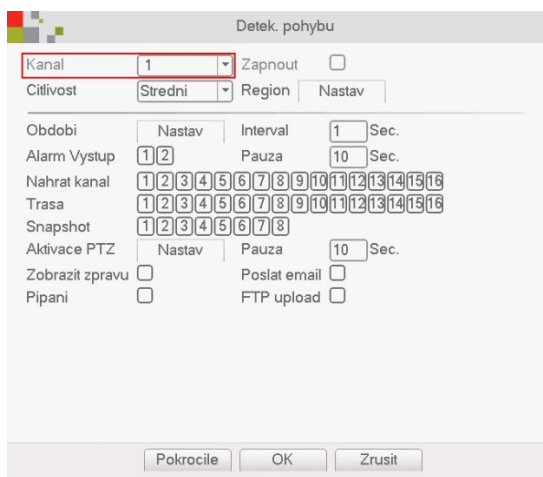 Detek. pohybu
Kanal 1 Zapnout
Citlivost Stredni Region Nastav
Obdobi Nastav Interval 1 Sec.
Alarm Vystup 1 2 Pauza 10 Sec.
Nahrat kanal 1 2 3 4 5 6 7 8 9 10 11 12 13 14 15 16
Trasa 1 2 3 4 5 6 7 8 9 10 11 12 13 14 15 16
Snapshot 1 2 3 4 5 6 7 8
Aktivace PTZ Nastav Pauza 10 Sec.
Zobrazit zpravu Poslat email
Pipani FTP upload
Pokrocile OK Zrusit